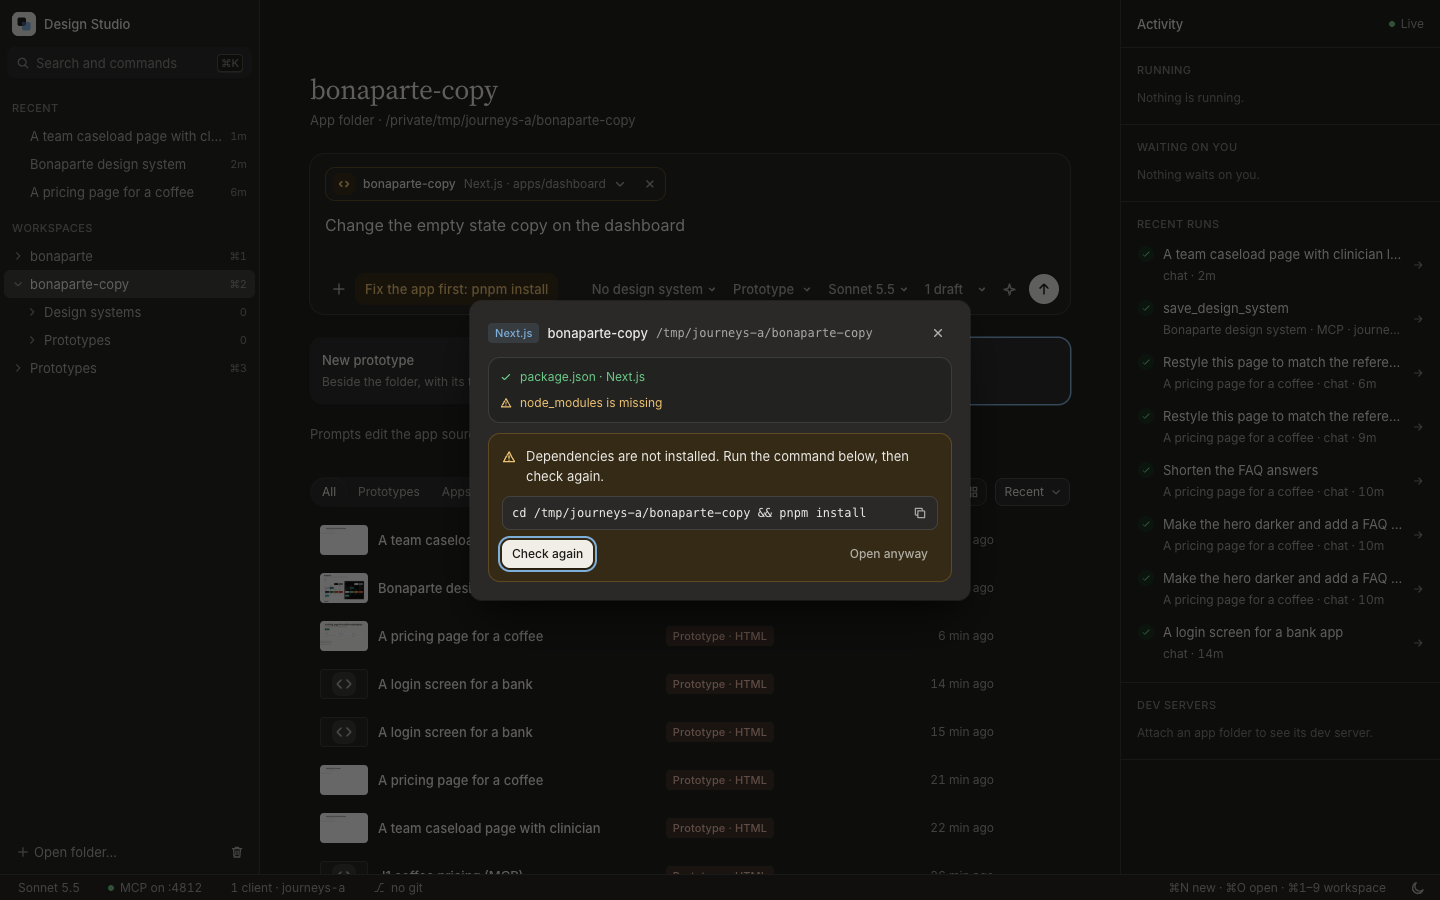 Design Studio
Search and commands ⌘K
RECENT
A team caseload page with cl... 1m
Bonaparte design system 2m
A pricing page for a coffee 6m
WORKSPACES
bonaparte ⌘1
bonaparte-copy ⌘2
Design systems 0
Prototypes 0
Prototypes ⌘3
Open folder...
bonaparte-copy
App folder · /private/tmp/journeys-a/bonaparte-copy
bonaparte-copy Next.js · apps/dashboard
Change the empty state copy on the dashboard
Fix the app first: pnpm install No design system Prototype Sonnet 5.5 1 draft
New prototype
Beside the folder, with its
Prompts edit the app
All Prototypes Apps Recent
A team ago
Bonaparte ago
A pricing page for a coffee Prototype · HTML 6 min ago
A login screen for a bank Prototype · HTML 14 min ago
A login screen for a bank Prototype · HTML 15 min ago
A pricing page for a coffee Prototype · HTML 21 min ago
A team caseload page with clinician Prototype · HTML 22 min ago
Next.js bonaparte-copy /tmp/journeys-a/bonaparte-copy
package.json · Next.js
node_modules is missing
Dependencies are not installed. Run the command below, then
check again.
cd /tmp/journeys-a/bonaparte-copy && pnpm install
Check again Open anyway
Activity Live
RUNNING
Nothing is running.
WAITING ON YOU
Nothing waits on you.
RECENT RUNS
A team caseload page with clinician l...
chat · 2m
save_design_system
Bonaparte design system · MCP · journe...
Restyle this page to match the refere...
A pricing page for a coffee · chat · 6m
Restyle this page to match the refere...
A pricing page for a coffee · chat · 9m
Shorten the FAQ answers
A pricing page for a coffee · chat · 10m
Make the hero darker and add a FAQ ...
A pricing page for a coffee · chat · 10m
Make the hero darker and add a FAQ ...
A pricing page for a coffee · chat · 10m
A login screen for a bank app
chat · 14m
DEV SERVERS
Attach an app folder to see its dev server.
Sonnet 5.5 MCP on :4812 1 client · journeys-a no git ⌘N new · ⌘O open · ⌘1–9 workspace